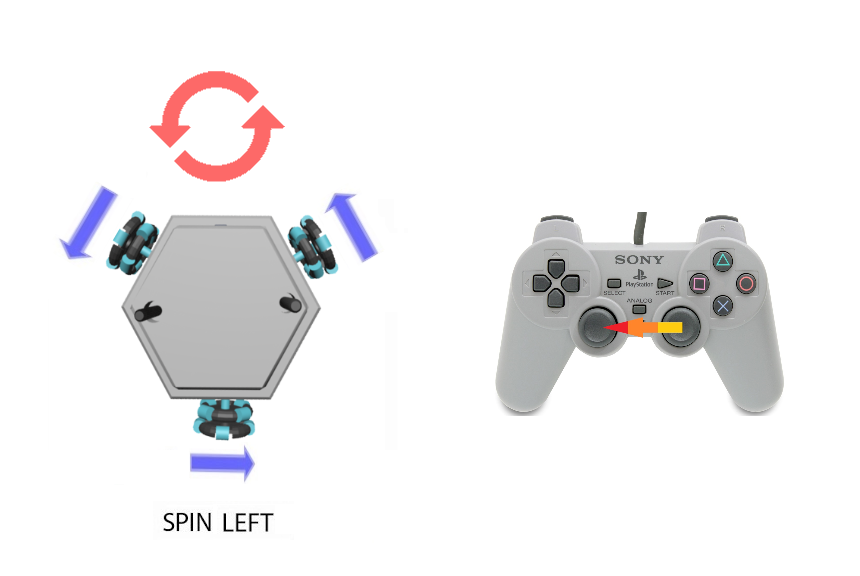 SONY
PlayStation
SELECT
START
ANALOG
SPIN LEFT